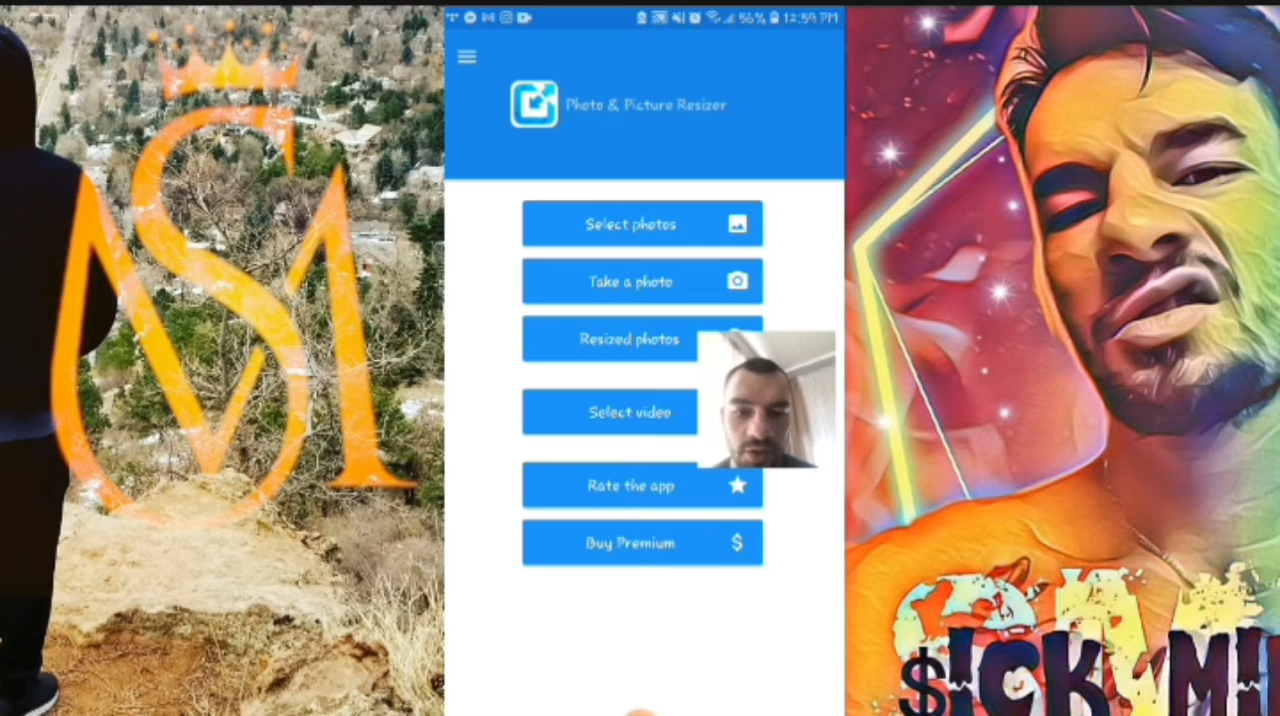 56% 12:59 PM
Photo & Picture Resizer
Select photos
Take a photo
Resized photos
Select video
Rate the app
Buy Premium
$
$ICK MI
SM